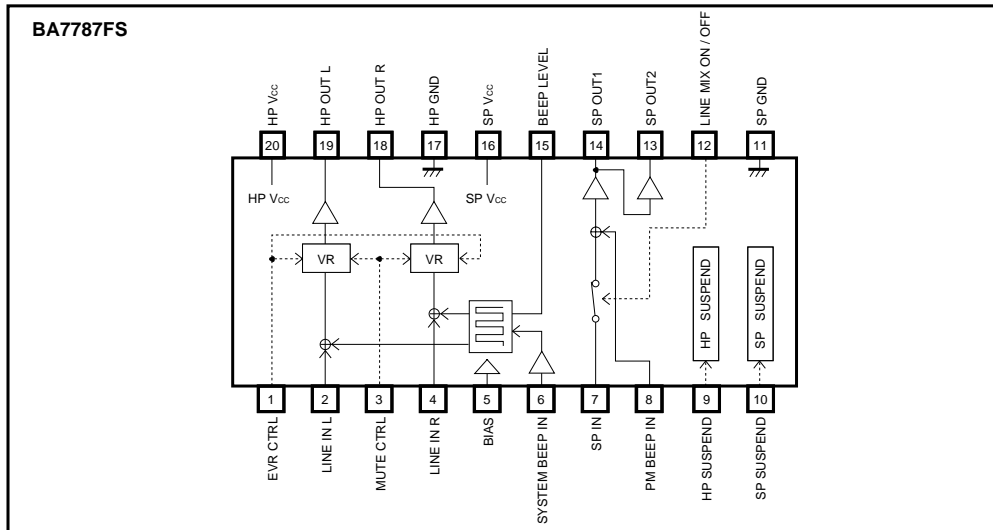 BA7787FS
HP Vcc
HP OUT L
HP OUT R
HP GND
SP Vcc
BEEP LEVEL
SP OUT1
SP OUT2
LINE MIX ON / OFF
SP GND
20
19
18
17
16
15
14
13
12
11
HP Vcc
SP Vcc
VR
VR
HP SUSPEND
SP SUSPEND
1
2
3
4
5
6
7
8
9
10
EVR CTRL
LINE IN L
MUTE CTRL
LINE IN R
BIAS
SYSTEM BEEP IN
SP IN
PM BEEP IN
HP SUSPEND
SP SUSPEND